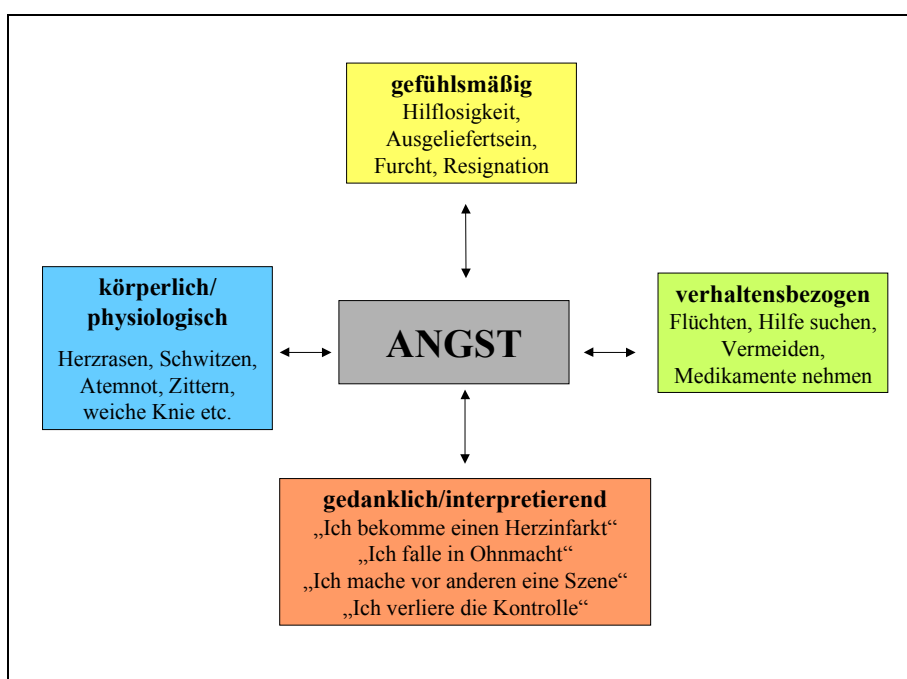 gefühlsmäßig
Hilflosigkeit,
Ausgeliefertsein,
Furcht, Resignation
körperlich/
physiologisch
Herzrasen, Schwitzen,
Atemnot, Zittern,
weiche Knie etc.
ANGST
verhaltensbezogen
Flüchten, Hilfe suchen,
Vermeiden,
Medikamente nehmen
gedanklich/interpretierend
„Ich bekomme einen Herzinfarkt“
„Ich falle in Ohnmacht“
„Ich mache vor anderen eine Szene“
„Ich verliere die Kontrolle“